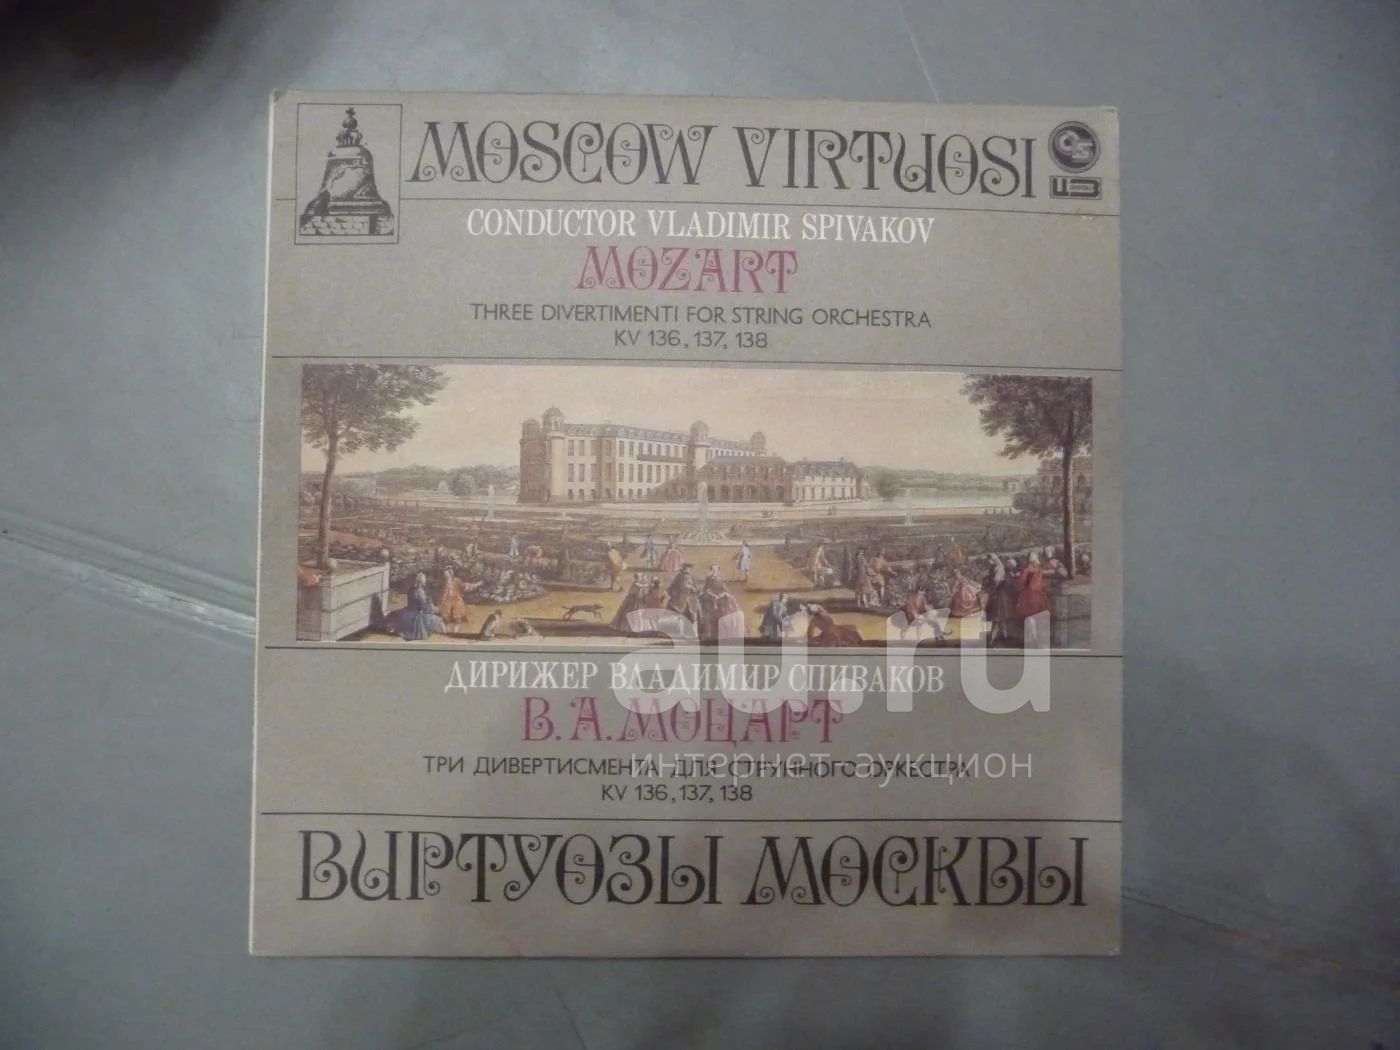 MOSCOW VIRTUOSI
CONDUCTOR VLADIMIR SPIVAKOV
MOZART
THREE DIVERTIMENTI FOR STRING ORCHESTRA
KV 136, 137, 138
ДИРИЖЕР ВЛАДИМИР СПИВАКОВ
В.А.МОЦАРТ
ТРИ ДИВЕРТИСМЕНТА ДЛЯ СТРУННОГО ОРКЕСТРА
KV 136, 137, 138
ВИРТУОЗЫ МОСКВЫ
au.ru
интернет-аукцион